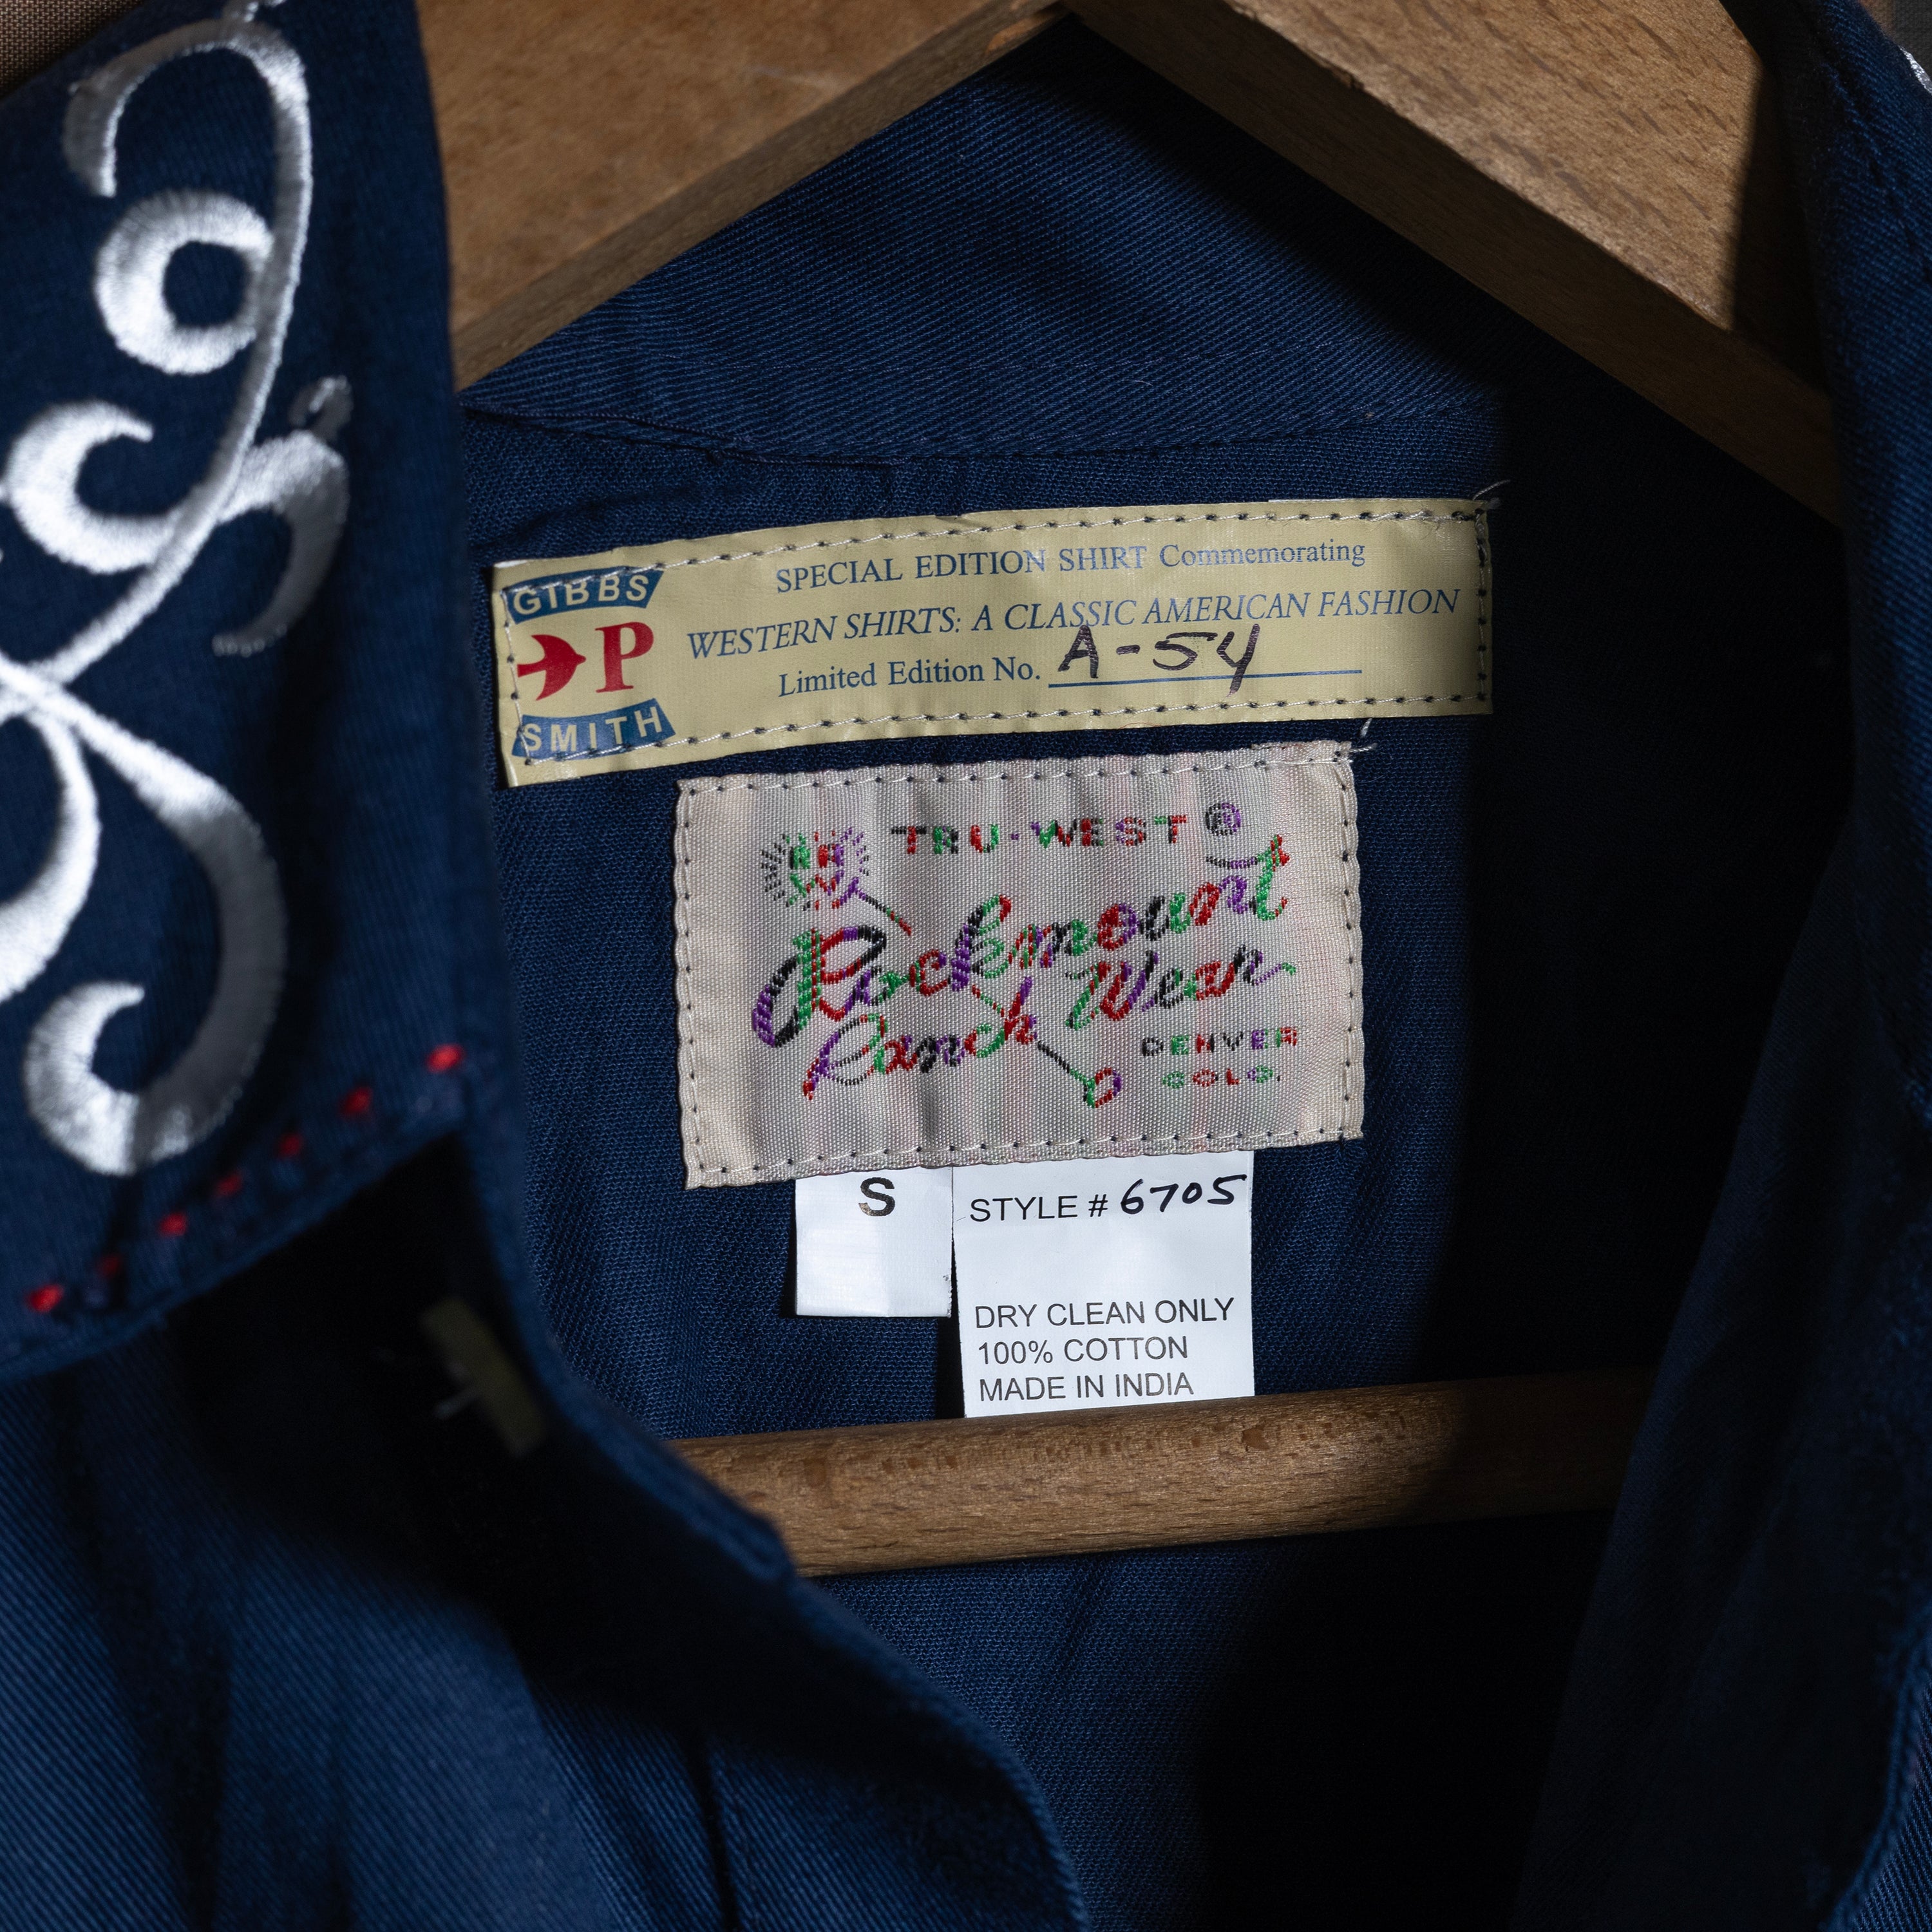 GIBBS
P
SMITH
SPECIAL EDITION SHIRT Commemorating
WESTERN SHIRTS: A CLASSIC AMERICAN FASHION
Limited Edition No. A-54
TRU-WEST ®
RR
Rockmount
Ranch Wear
DENVER
COLO.
S
STYLE # 6705
DRY CLEAN ONLY
100% COTTON
MADE IN INDIA